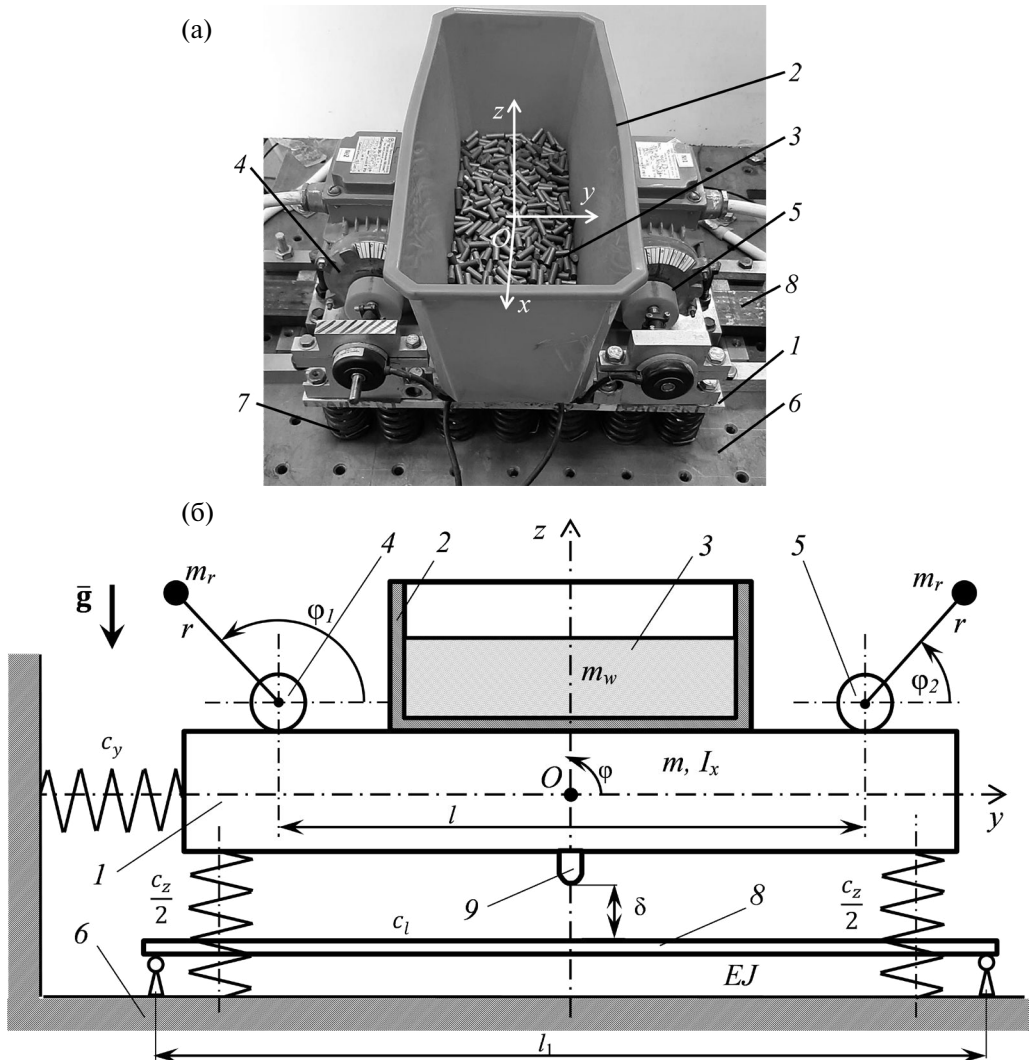 (а)
2
3
4
5
8
1
7
6
z
y
O
x
(б)
z
4
2
3
5
ḡ
m_r
m_r
r
φ_1
r
φ_2
m_w
c_y
m, I_x
O
φ
y
l
1
c_z/2
9
c_l
δ
8
c_z/2
6
EJ
l_1